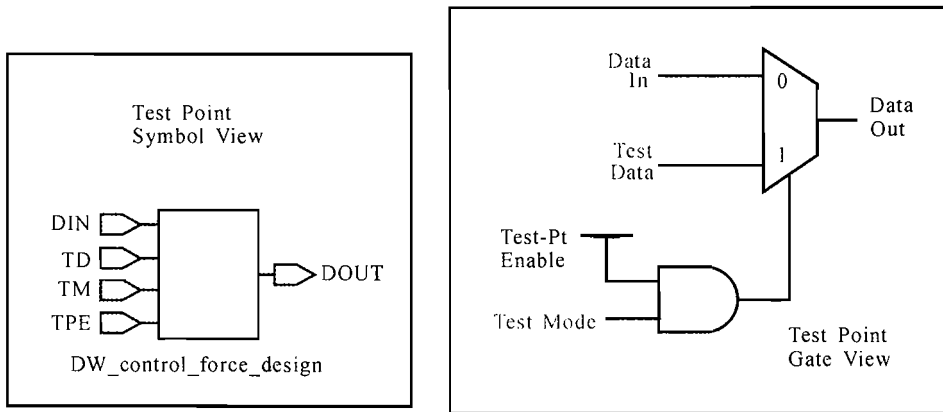 Test Point
Symbol View
DIN
TD
TM
TPE
DOUT
DW_control_force_design
Data
In
0
Data
Out
Test
Data
1
Test-Pt
Enable
Test Mode
Test Point
Gate View